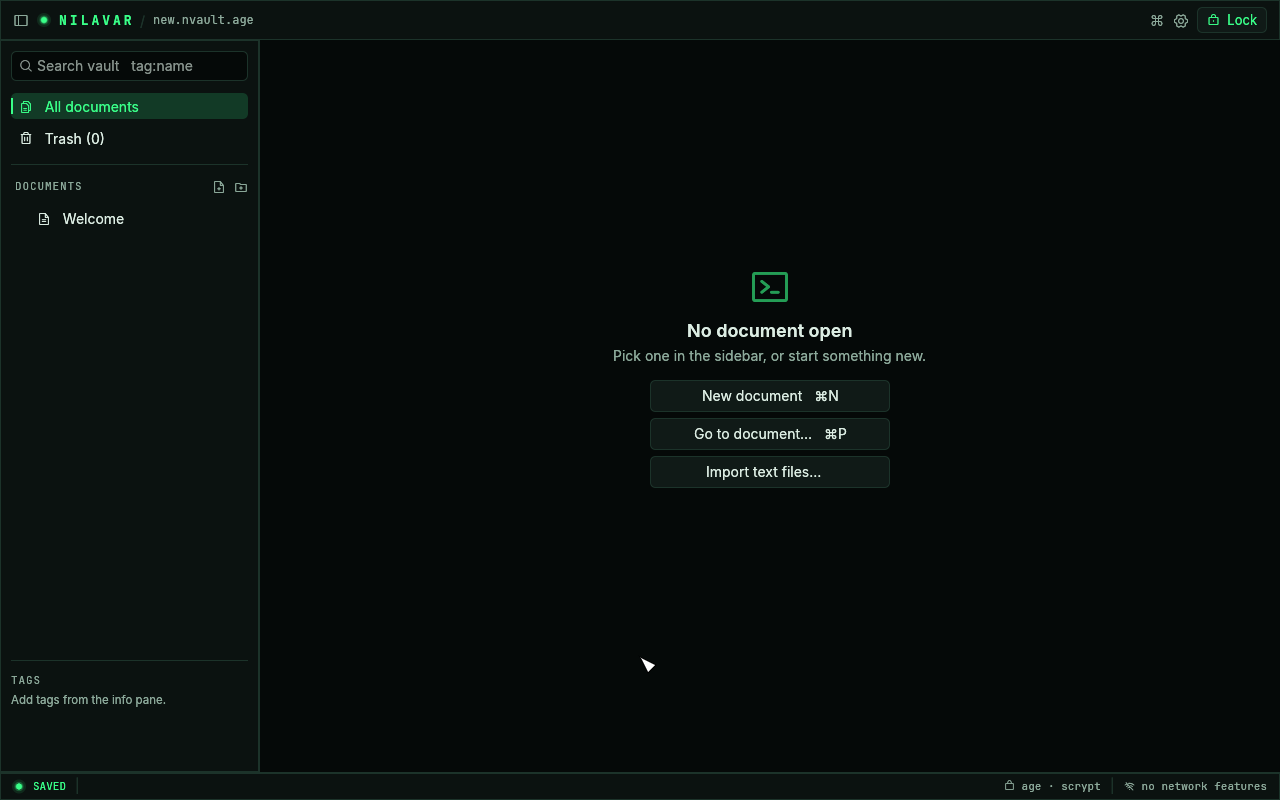 NILAVAR / new.nvault.age
⌘
Lock
Search vault tag:name
All documents
Trash (0)
DOCUMENTS
Welcome
No document open
Pick one in the sidebar, or start something new.
New document ⌘N
Go to document... ⌘P
Import text files...
TAGS
Add tags from the info pane.
SAVED
age · scrypt
no network features